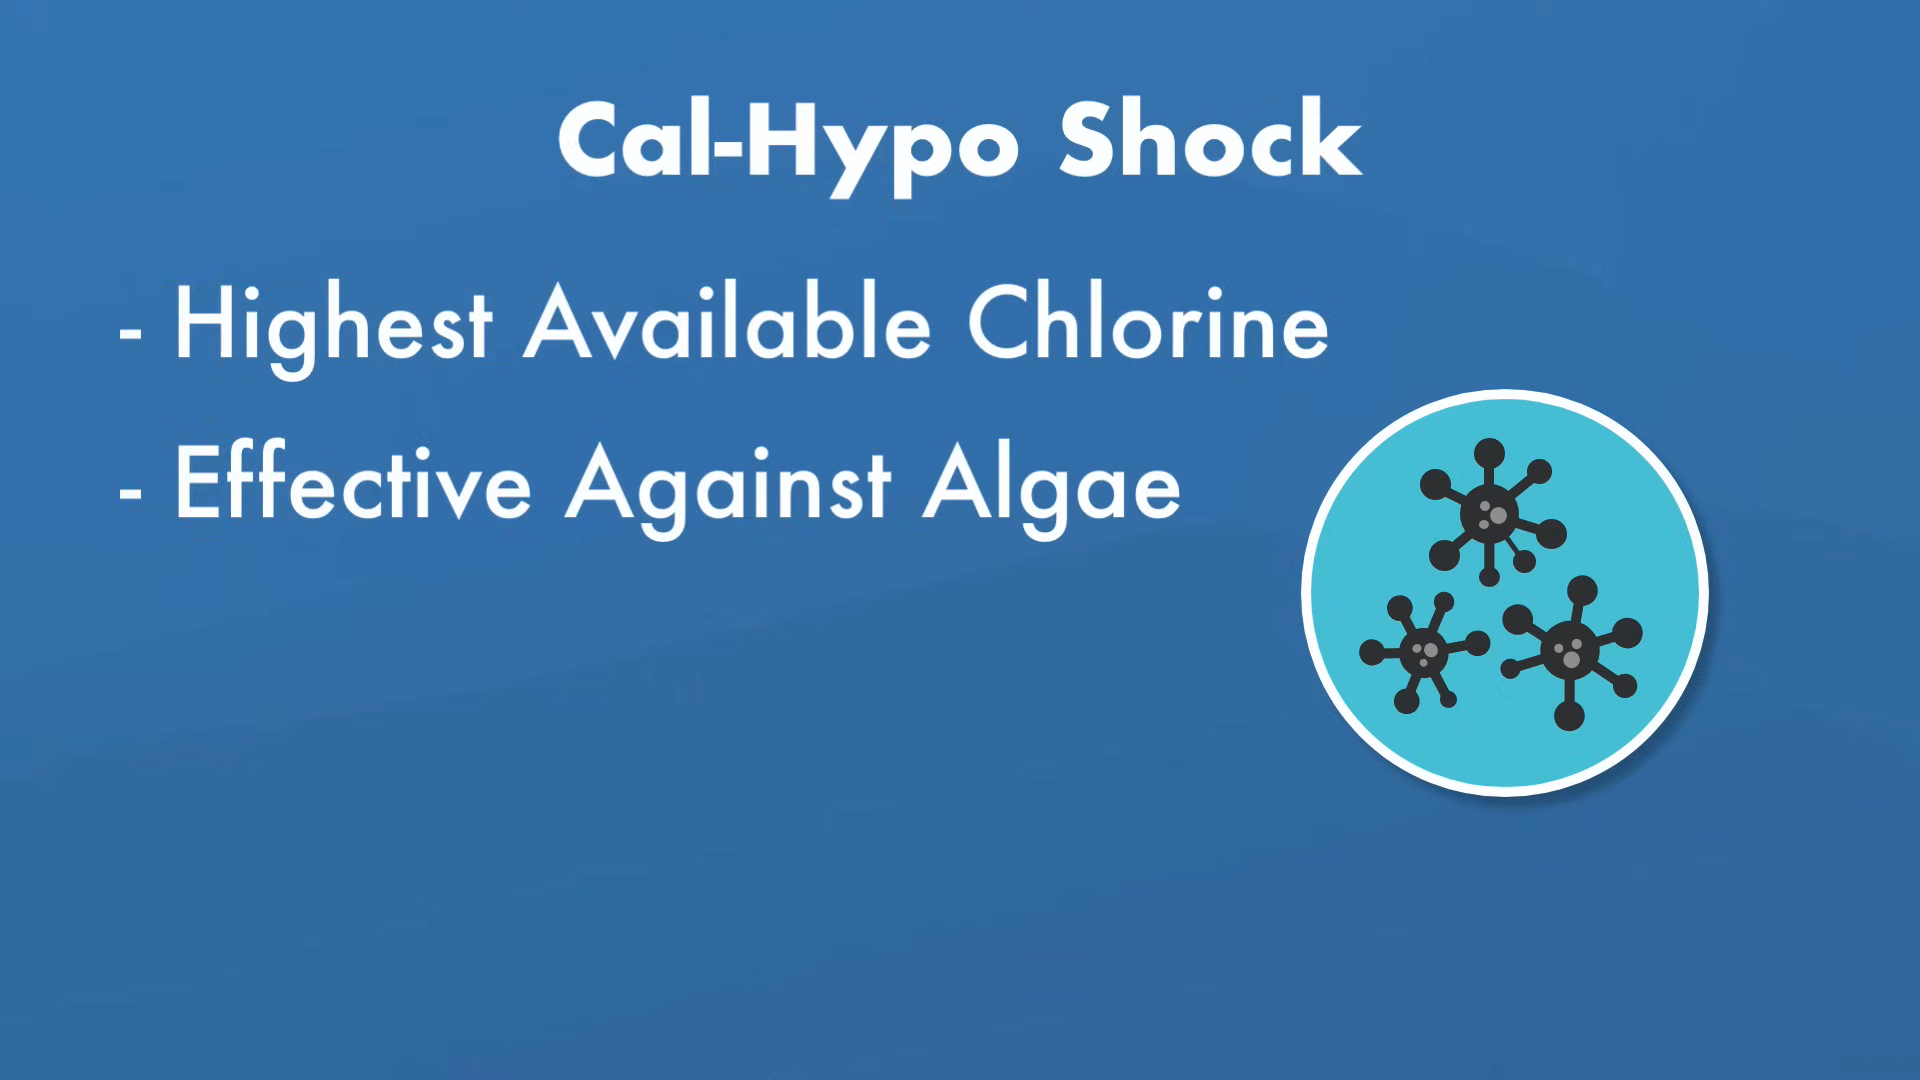 Cal-Hypo Shock
- Highest Available Chlorine
- Effective Against Algae